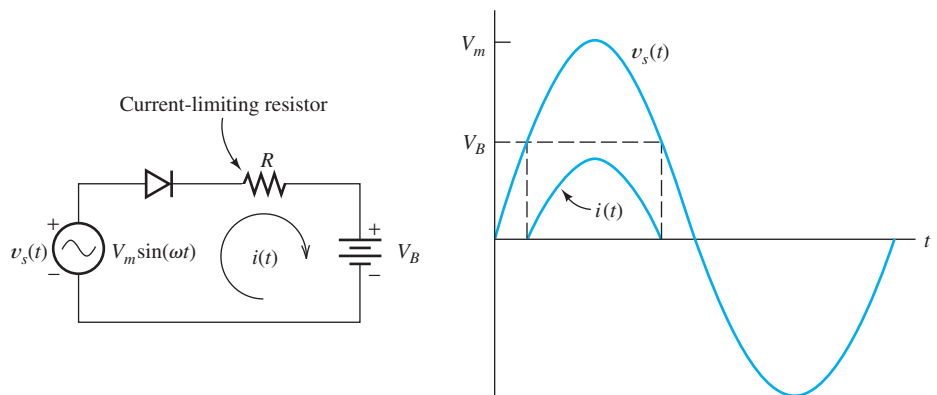 Current-limiting resistor
R
+
v_s(t)
−
V_m sin(ωt)
i(t)
+
V_B
−
V_m
v_s(t)
V_B
i(t)
t